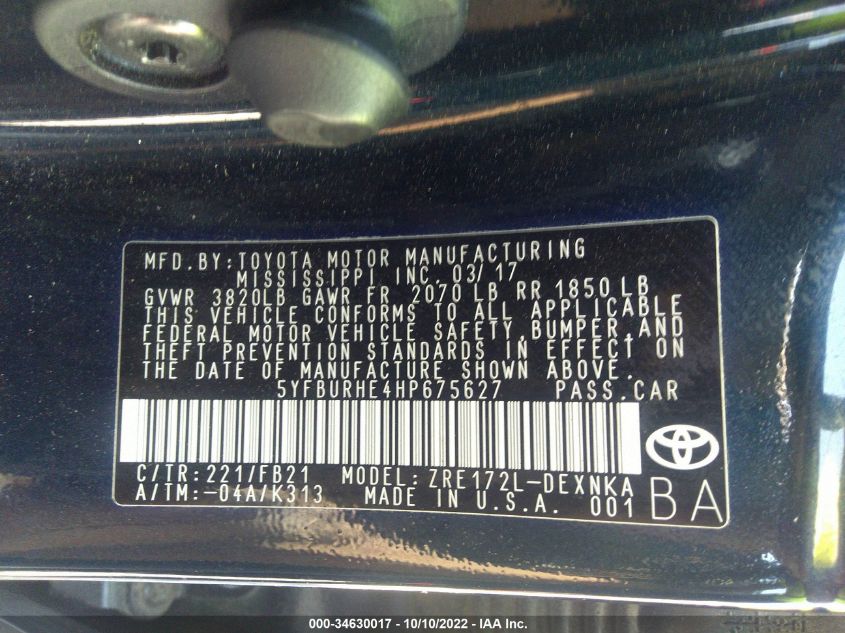 MFD. BY: TOYOTA MOTOR MANUFACTURING
MISSISSIPPI INC. 03/17
GVWR 3820LB GAWR FR 2070 LB RR 1850 LB
THIS VEHICLE CONFORMS TO ALL APPLICABLE
FEDERAL MOTOR VEHICLE SAFETY, BUMPER, AND
THEFT PREVENTION STANDARDS IN EFFECT ON
THE DATE OF MANUFACTURE SHOWN ABOVE.
5YFBURHE4HP675627 PASS. CAR
C/TR: 221/FB21 MODEL: ZRE172L-DEXNKA
A/TM: -04A/K313 MADE IN U.S.A. 001 BA
000-34630017 - 10/10/2022 - IAA Inc.